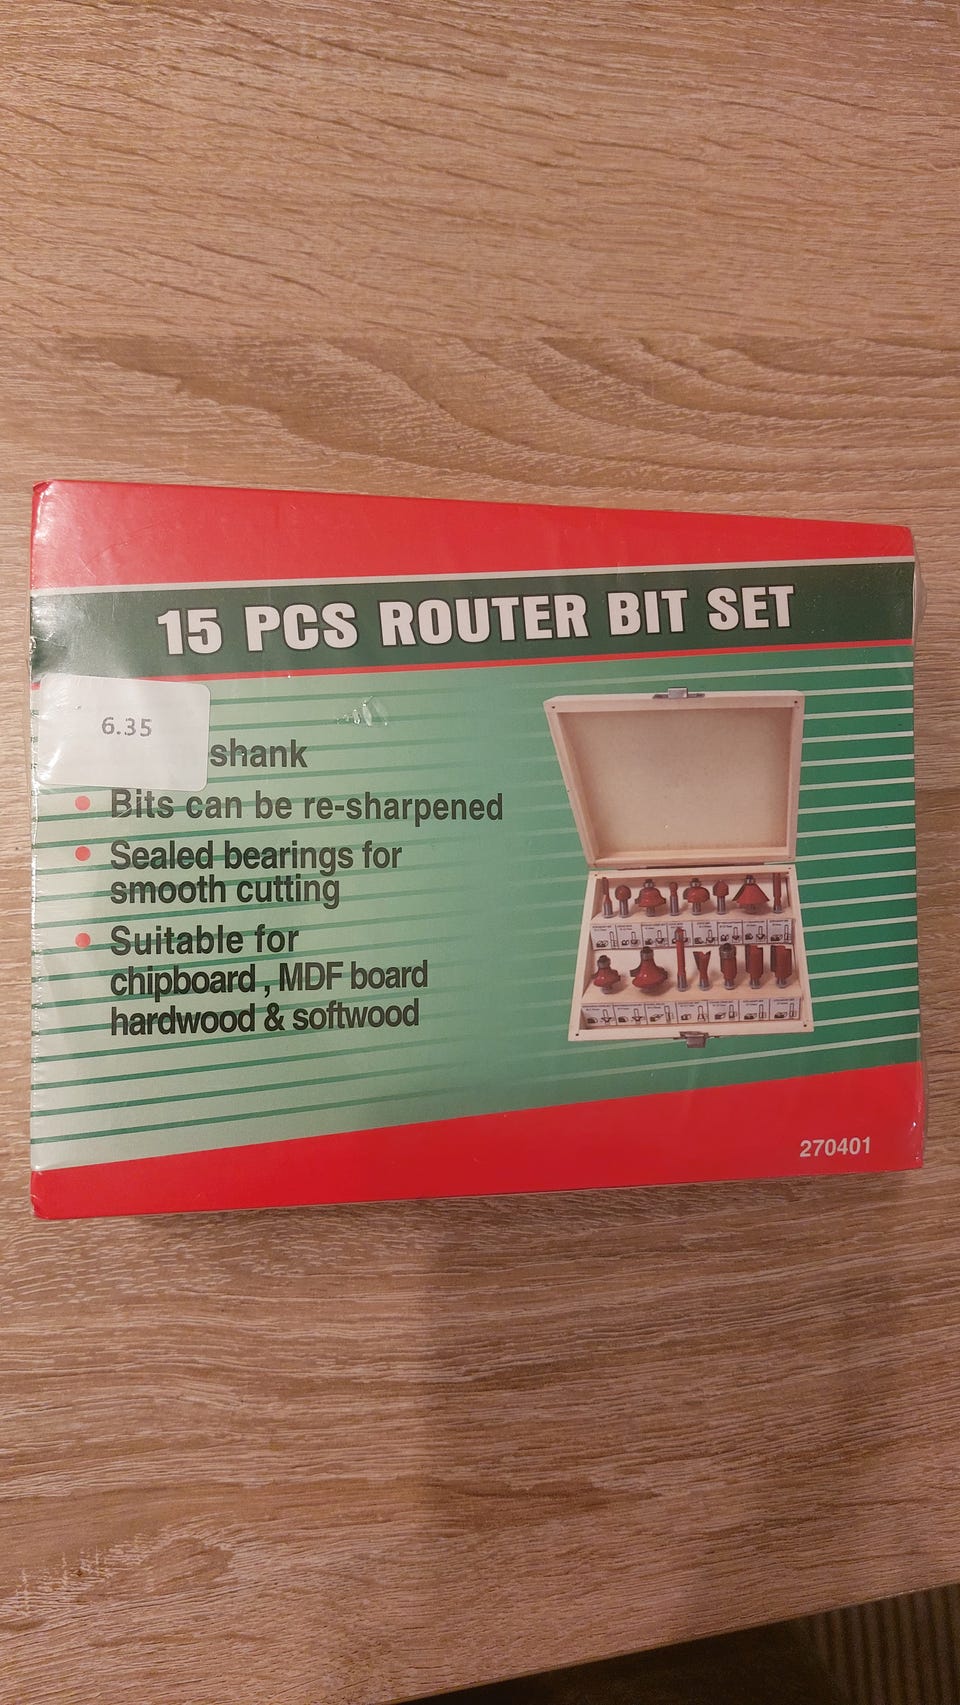 15 PCS ROUTER BIT SET
6.35
shank
Bits can be re-sharpened
Sealed bearings for
smooth cutting
Suitable for
chipboard , MDF board
hardwood & softwood
270401